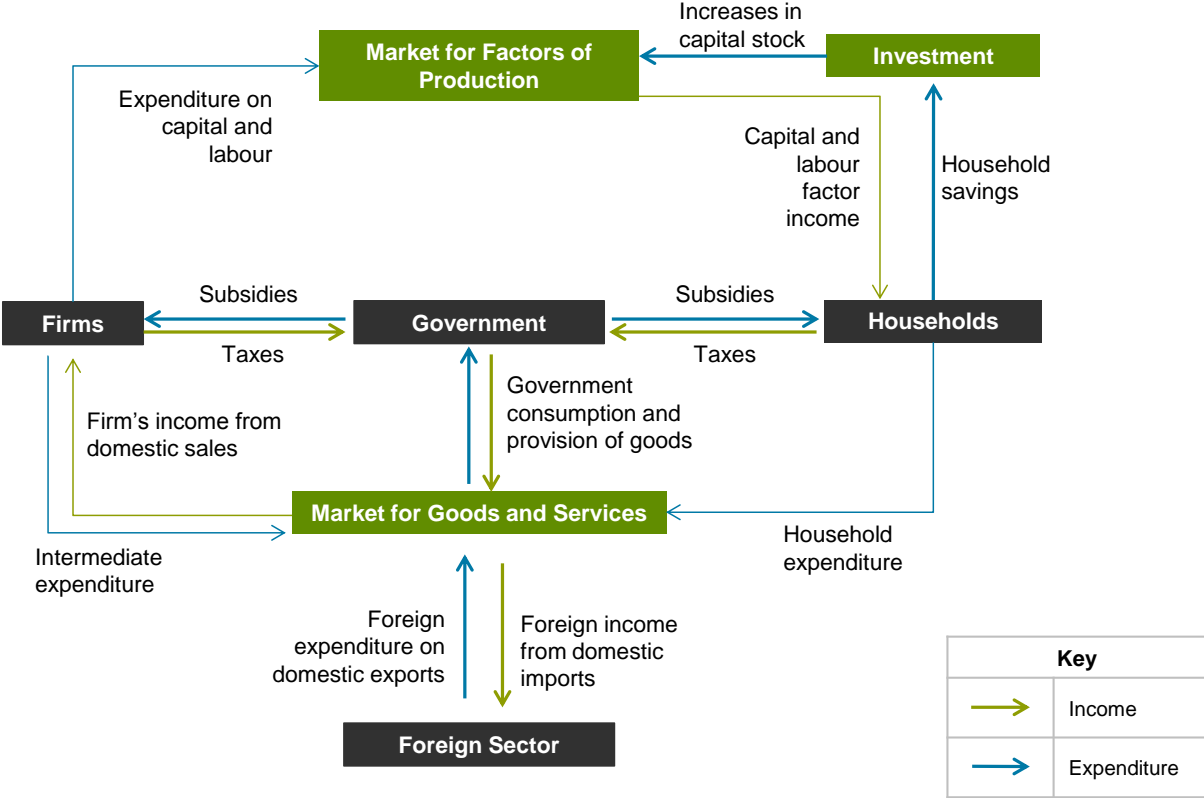 Increases in
capital stock
Market for Factors of
Production
Investment
Expenditure on
capital and
labour
Capital and
labour
factor
income
Household
savings
Subsidies
Subsidies
Firms
Government
Households
Taxes
Taxes
Government
consumption and
provision of goods
Firm’s income from
domestic sales
Market for Goods and Services
Intermediate
expenditure
Household
expenditure
Foreign
expenditure on
domestic exports
Foreign income
from domestic
imports
Foreign Sector
Key
Income
Expenditure